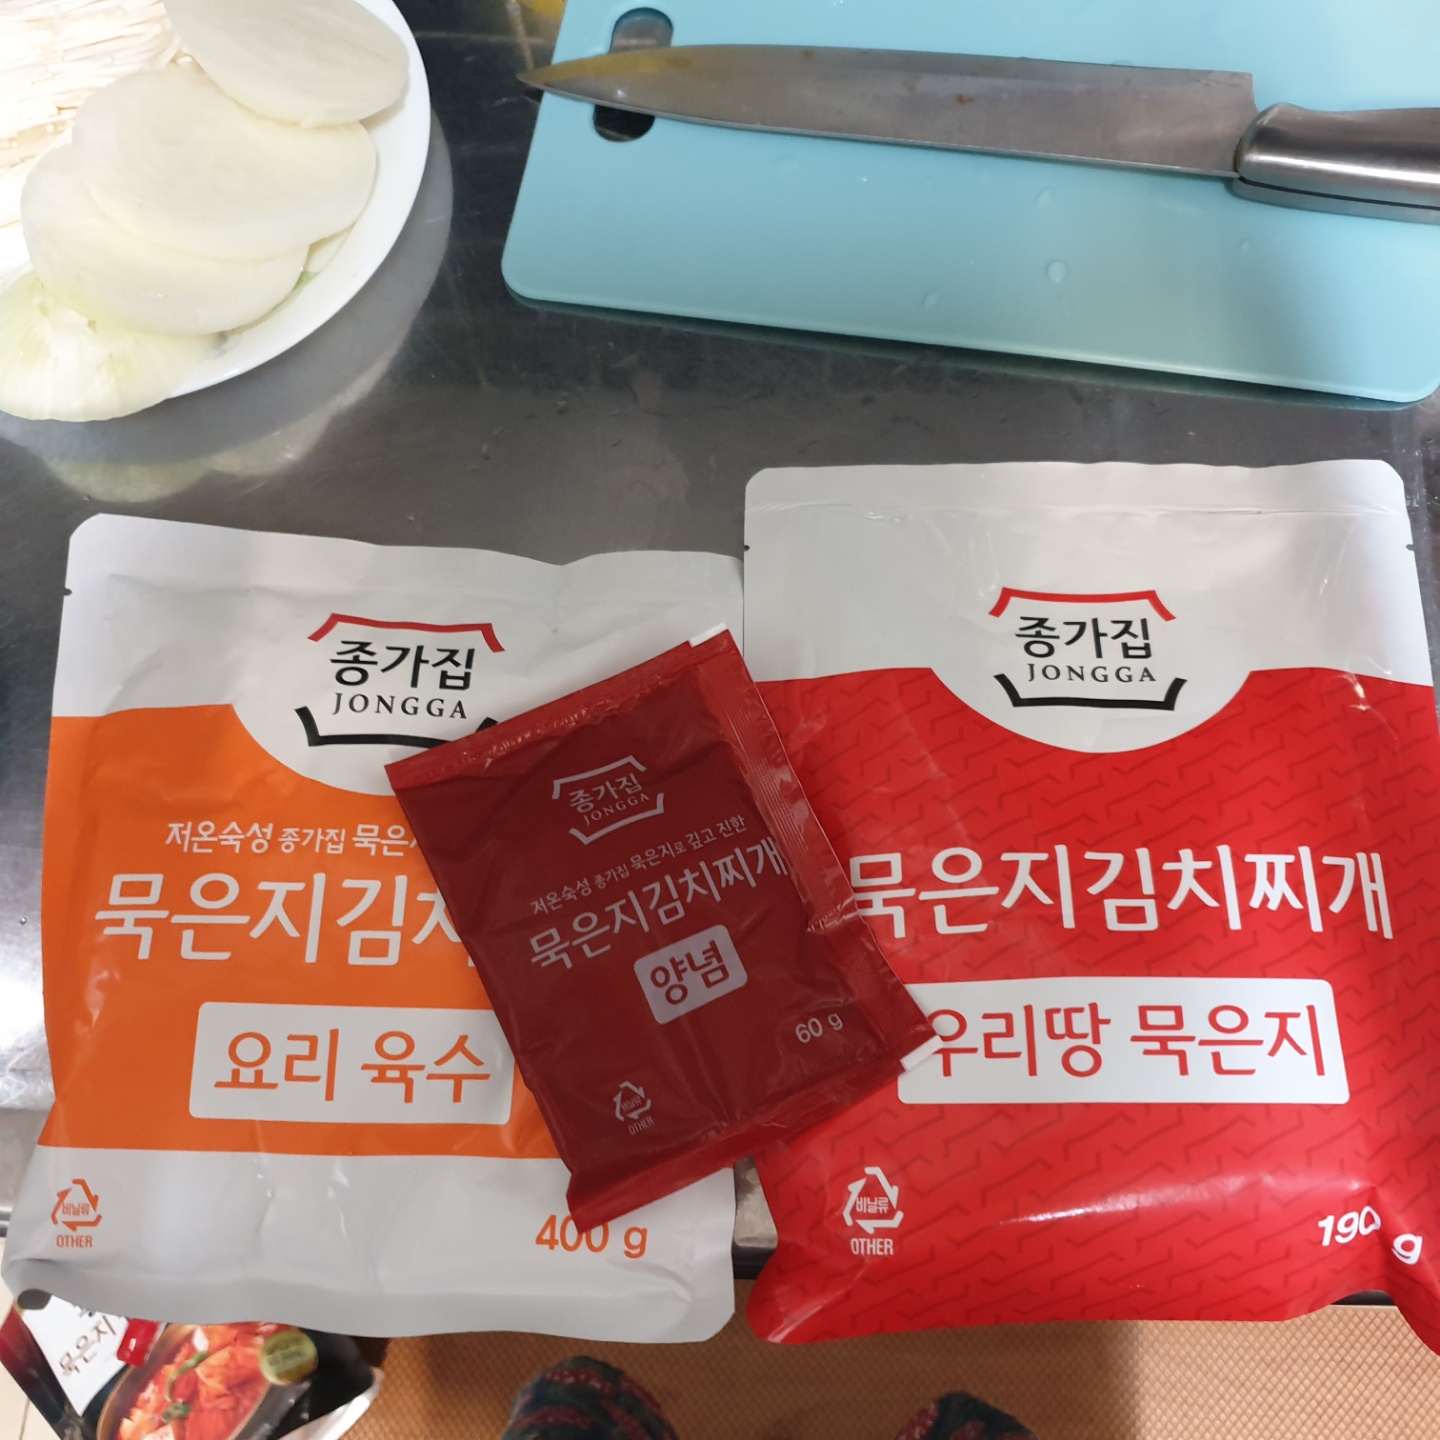 종가집
JONGGA
저온숙성 종가집
묵은지김치
요리 육수
비닐류
OTHER
400 g
종가집
JONGGA
저온숙성 종가집 묵은지로 깊고 진한
묵은지김치찌개
양념
60 g
비닐류
OTHER
종가집
JONGGA
묵은지김치찌개
우리땅 묵은지
비닐류
OTHER
190 g
묵은지